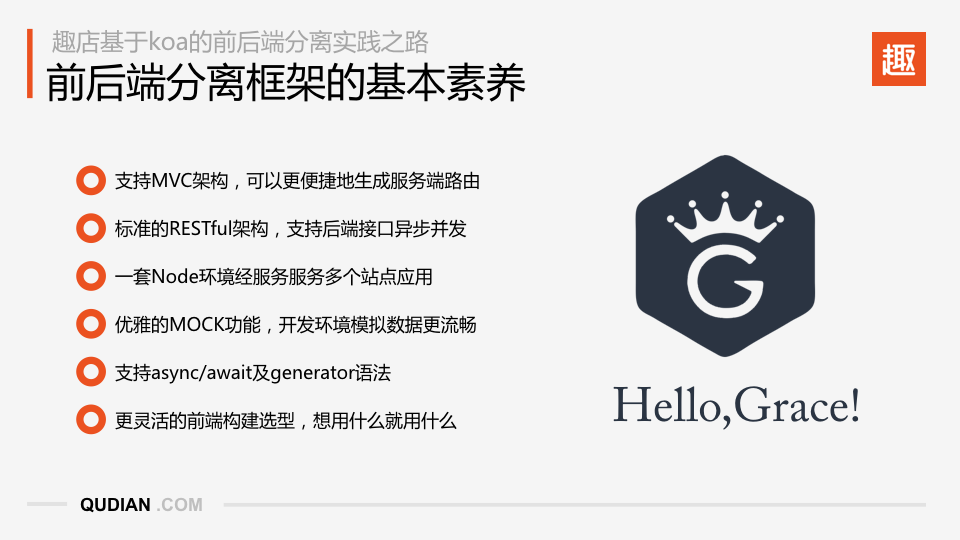 趣店基于koa的前后端分离实践之路
前后端分离框架的基本素养
趣
支持MVC架构，可以更便捷地生成服务端路由
标准的RESTful架构，支持后端接口异步并发
一套Node环境经服务服务多个站点应用
优雅的MOCK功能，开发环境模拟数据更流畅
支持async/await及generator语法
更灵活的前端构建选型，想用什么就用什么
G
Hello,Grace!
QUDIAN .COM